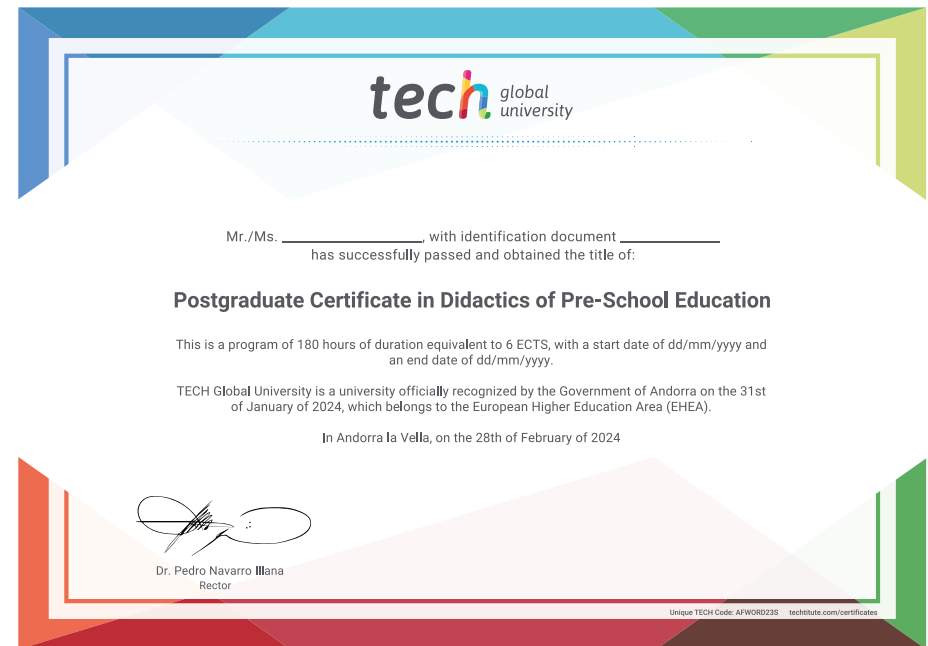 tech global university
Mr./Ms. ____________________, with identification document ______________
has successfully passed and obtained the title of:
Postgraduate Certificate in Didactics of Pre-School Education
This is a program of 180 hours of duration equivalent to 6 ECTS, with a start date of dd/mm/yyyy and
an end date of dd/mm/yyyy.
TECH Global University is a university officially recognized by the Government of Andorra on the 31st
of January of 2024, which belongs to the European Higher Education Area (EHEA).
In Andorra la Vella, on the 28th of February of 2024
Dr. Pedro Navarro Illana
Rector
Unique TECH Code: AFWORD23S techtitute.com/certificates